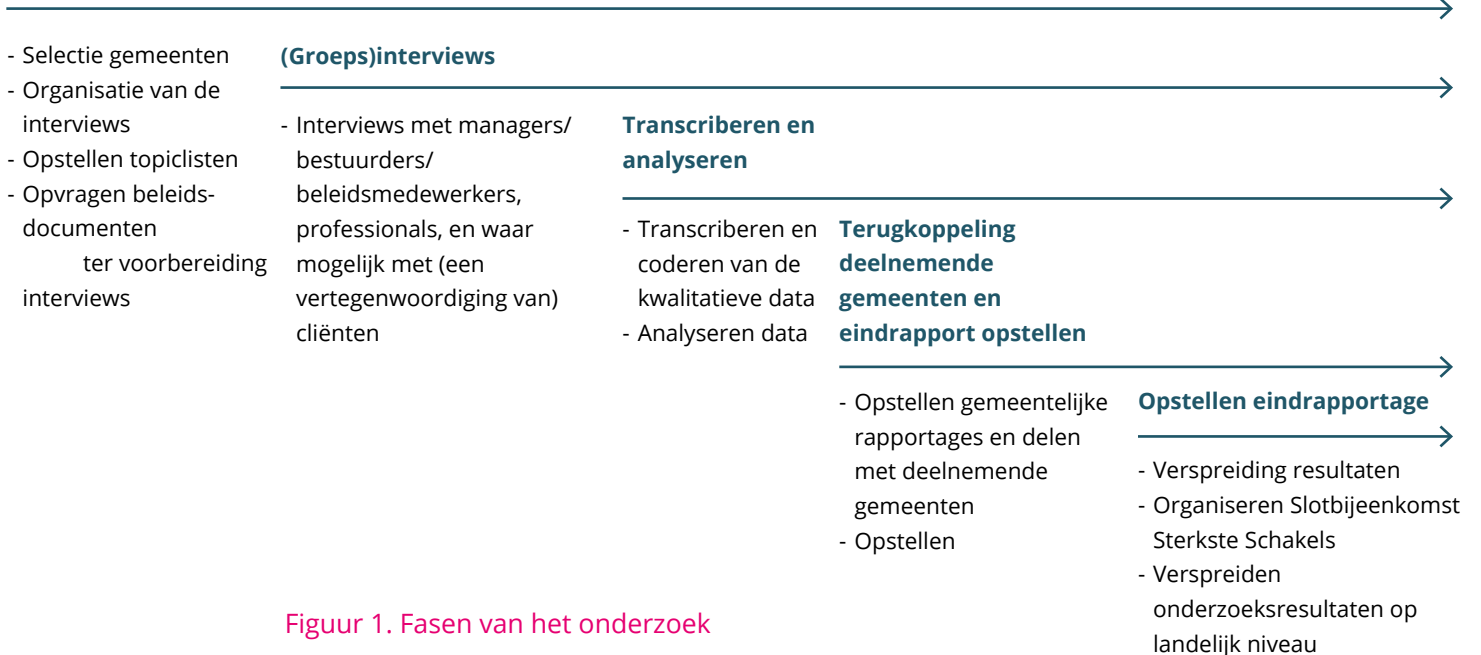 - Selectie gemeenten
- Organisatie van de
interviews
- Opstellen topiclisten
- Opvragen beleids-
documenten
ter voorbereiding
interviews
(Groeps)interviews
- Interviews met managers/
bestuurders/
beleidsmedewerkers,
professionals, en waar
mogelijk met (een
vertegenwoordiging van)
cliënten
Transcriberen en
analyseren
- Transcriberen en
coderen van de
kwalitatieve data
- Analyseren data
Terugkoppeling
deelnemende
gemeenten en
eindrapport opstellen
- Opstellen gemeentelijke
rapportages en delen
met deelnemende
gemeenten
- Opstellen
Opstellen eindrapportage
- Verspreiding resultaten
- Organiseren Slotbijeenkomst
Sterkste Schakels
- Verspreiden
onderzoeksresultaten op
landelijk niveau
Figuur 1. Fasen van het onderzoek